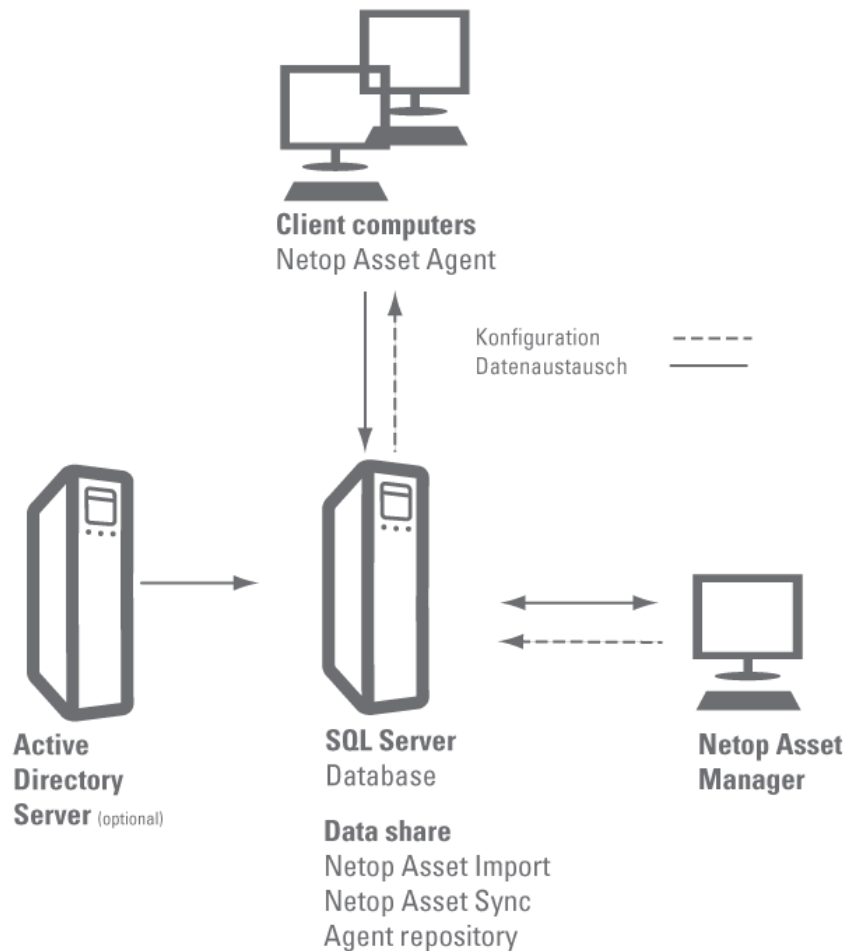 Client computers
Netop Asset Agent
Konfiguration
Datenaustausch
Active
Directory
Server (optional)
SQL Server
Database
Data share
Netop Asset Import
Netop Asset Sync
Agent repository
Netop Asset
Manager